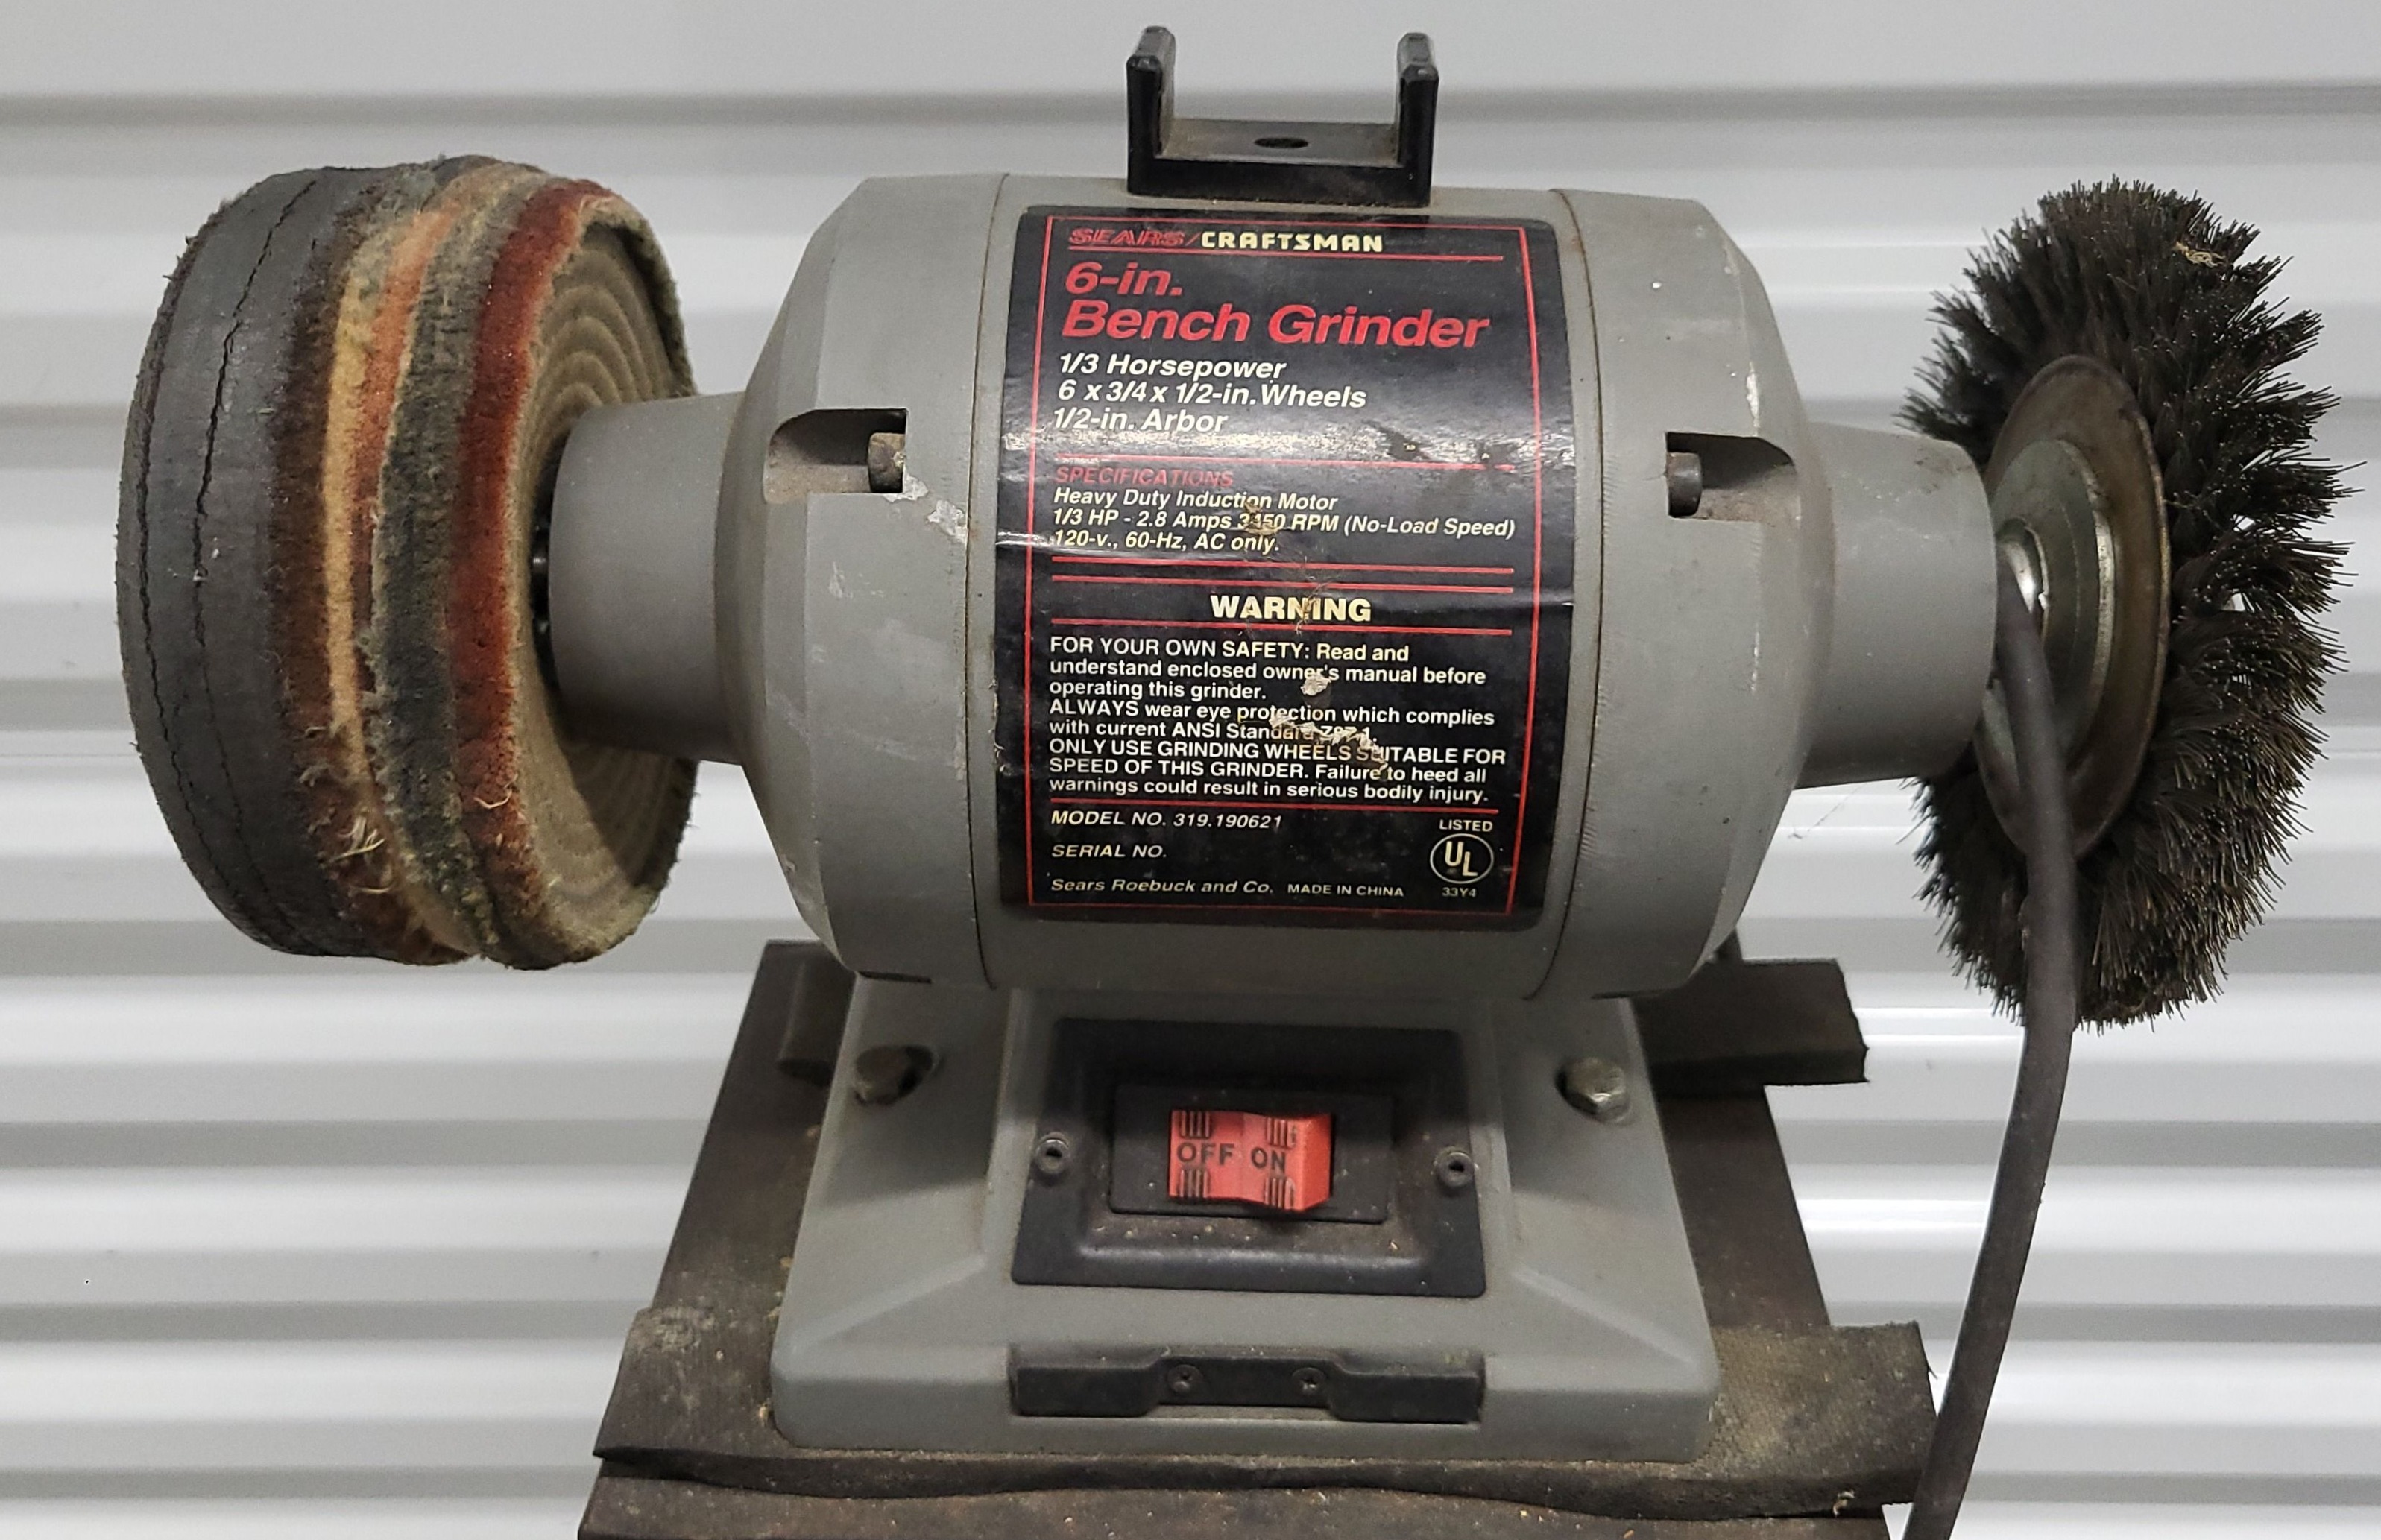 SEARS/CRAFTSMAN
6-in.
Bench Grinder
1/3 Horsepower
6 x 3/4 x 1/2-in. Wheels
1/2-in. Arbor
SPECIFICATIONS
Heavy Duty Induction Motor
1/3 HP - 2.8 Amps 3450 RPM (No-Load Speed)
120-v., 60-Hz, AC only.
WARNING
FOR YOUR OWN SAFETY: Read and
understand enclosed owner's manual before
operating this grinder.
ALWAYS wear eye protection which complies
with current ANSI Standard Z87.1.
ONLY USE GRINDING WHEELS SUITABLE FOR
SPEED OF THIS GRINDER. Failure to heed all
warnings could result in serious bodily injury.
MODEL NO. 319.190621
LISTED
SERIAL NO.
UL
Sears Roebuck and Co. MADE IN CHINA
33Y4
OFF ON